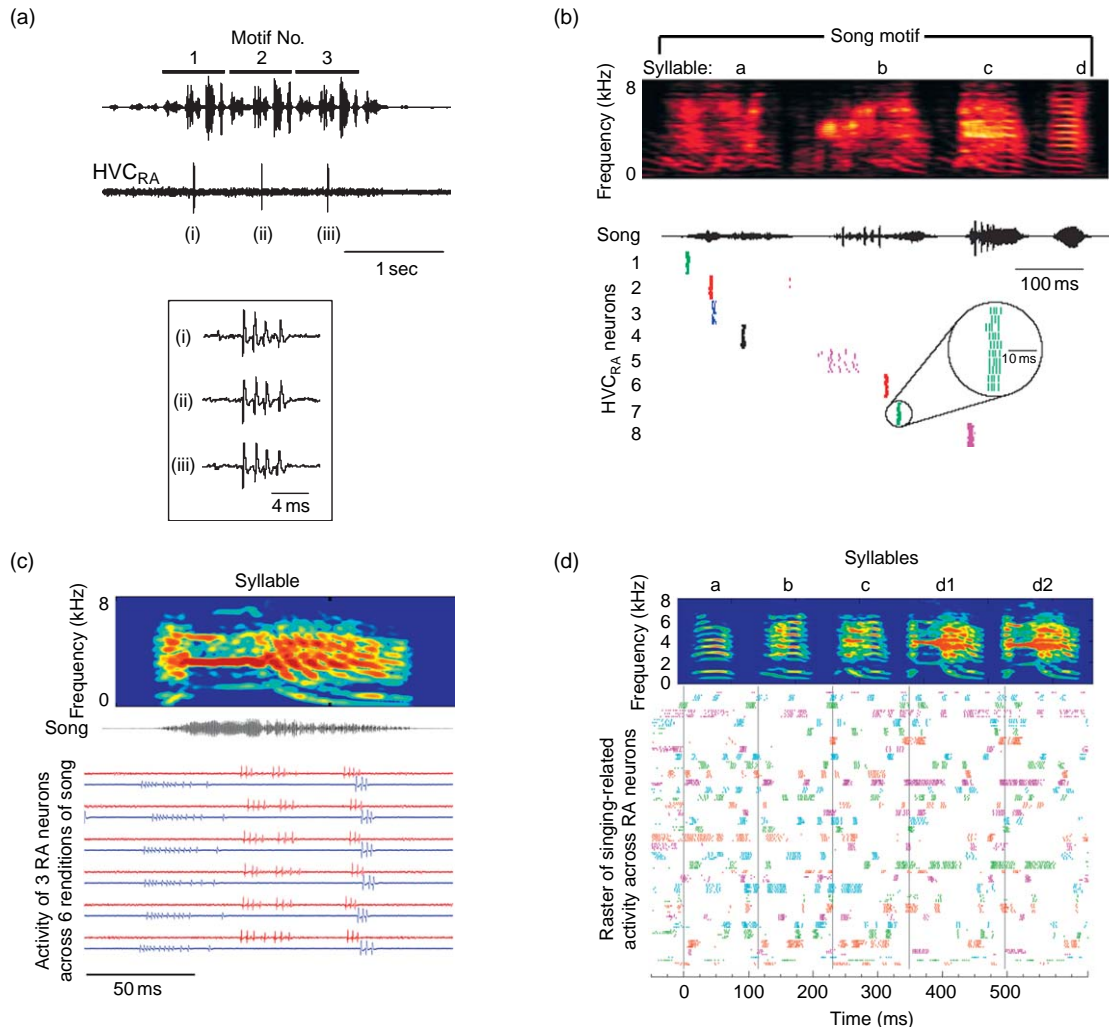 (a)
Motif No.
1 2 3
HVCRA
(i) (ii) (iii)
1 sec
(i)
(ii)
(iii)
4 ms
(b)
Song motif
Syllable: a b c d
Frequency (kHz)
8
0
Song
HVCRA neurons
1
2
3
4
5
6
7
8
100 ms
10 ms
(c)
Syllable
Frequency (kHz)
8
0
Song
Activity of 3 RA neurons
across 6 renditions of song
50 ms
(d)
Syllables
a b c d1 d2
Frequency (kHz)
8
6
4
2
0
Raster of singing-related
activity across RA neurons
0 100 200 300 400 500
Time (ms)